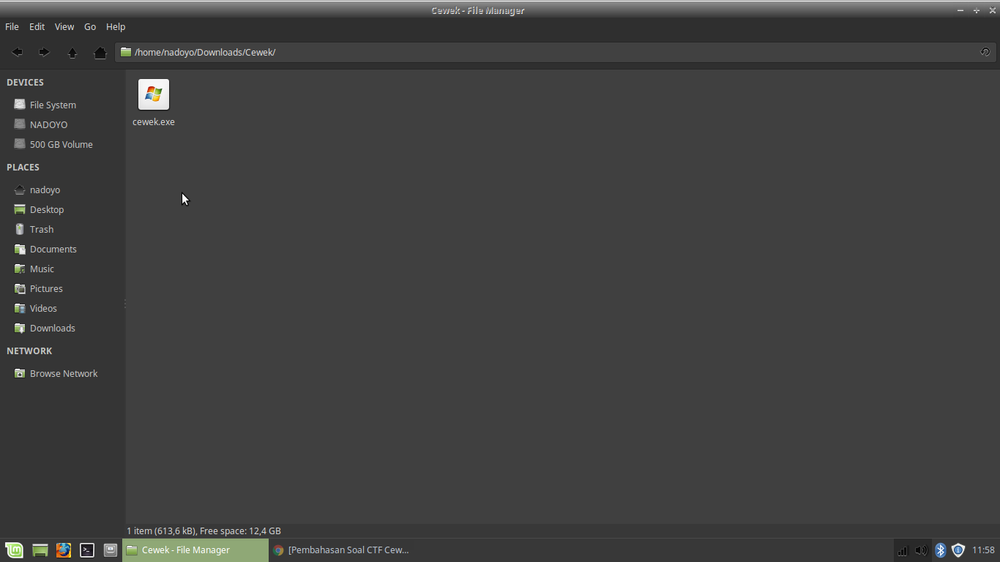 Cewek - File Manager
File Edit View Go Help
/home/nadoyo/Downloads/Cewek/
DEVICES
File System
NADOYO
500 GB Volume
PLACES
nadoyo
Desktop
Trash
Documents
Music
Pictures
Videos
Downloads
NETWORK
Browse Network
cewek.exe
1 item (613,6 kB), Free space: 12,4 GB
Cewek - File Manager
[Pembahasan Soal CTF Cew...
11:58